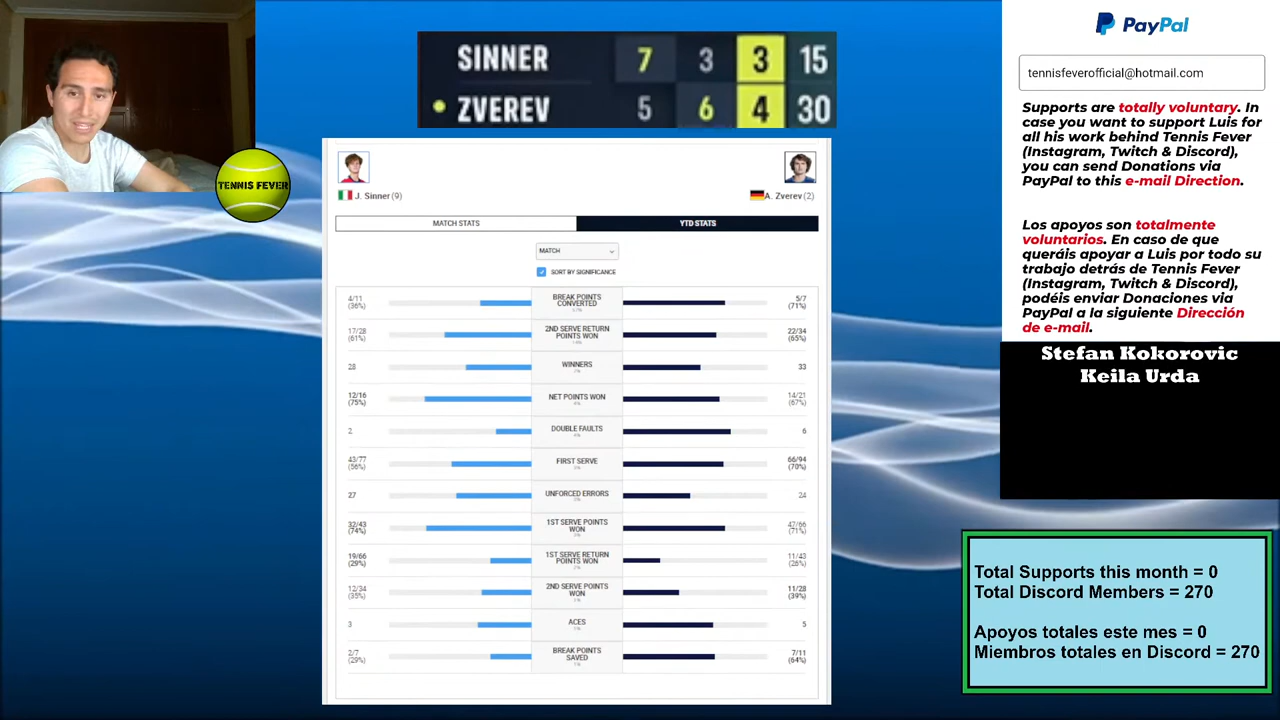 SINNER 7 3 3 15
ZVEREV 5 6 4 30
TENNIS FEVER
J. Sinner (9)
A. Zverev (2)
MATCH STATS
YTD STATS
MATCH
SORT BY SIGNIFICANCE
4/11
(36%)
BREAK POINTS
CONVERTED
5/7
(71%)
17/28
(61%)
2ND SERVE RETURN
POINTS WON
22/34
(65%)
28
WINNERS
33
12/16
(75%)
NET POINTS WON
14/21
(67%)
2
DOUBLE FAULTS
6
43/77
(56%)
FIRST SERVE
66/94
(70%)
27
UNFORCED ERRORS
24
32/43
(74%)
1ST SERVE POINTS
WON
47/66
(71%)
19/66
(29%)
1ST SERVE RETURN
POINTS WON
11/43
(26%)
12/34
(35%)
2ND SERVE POINTS
WON
11/28
(39%)
3
ACES
5
2/7
(29%)
BREAK POINTS
SAVED
7/11
(64%)
PayPal
tennisfeverofficial@hotmail.com
Supports are totally voluntary. In
case you want to support Luis for
all his work behind Tennis Fever
(Instagram, Twitch & Discord),
you can send Donations via
PayPal to this e-mail Direction.
Los apoyos son totalmente
voluntarios. En caso de que
queráis apoyar a Luis por todo su
trabajo detrás de Tennis Fever
(Instagram, Twitch & Discord),
podéis enviar Donaciones via
PayPal a la siguiente Dirección
de e-mail.
Stefan Kokorovic
Keila Urda
Total Supports this month = 0
Total Discord Members = 270
Apoyos totales este mes = 0
Miembros totales en Discord = 270